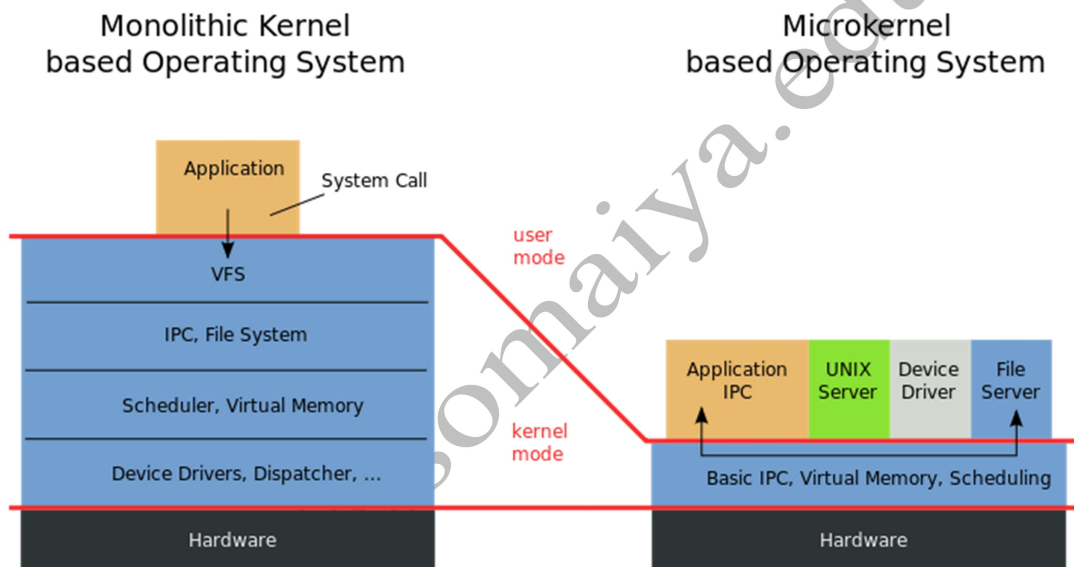 Monolithic Kernel
based Operating System
Microkernel
based Operating System
Application
System Call
VFS
IPC, File System
Scheduler, Virtual Memory
Device Drivers, Dispatcher, ...
Hardware
user
mode
kernel
mode
Application
IPC
UNIX
Server
Device
Driver
File
Server
Basic IPC, Virtual Memory, Scheduling
Hardware
somaiya.edu